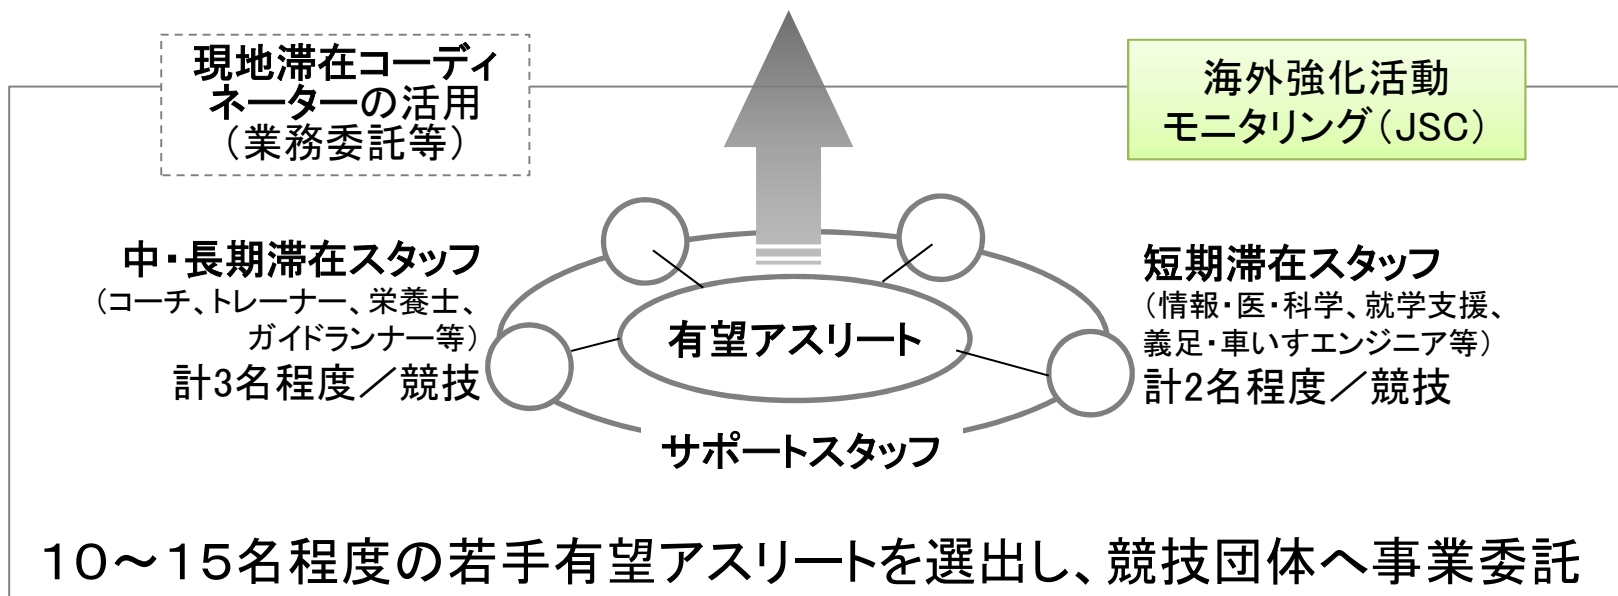 現地滞在コーディ
ネーターの活用
（業務委託等）
海外強化活動
モニタリング（JSC）
中・長期滞在スタッフ
（コーチ、トレーナー、栄養士、
ガイドランナー等）
計3名程度／競技
有望アスリート
短期滞在スタッフ
（情報・医・科学、就学支援、
義足・車いすエンジニア等）
計2名程度／競技
サポートスタッフ
１０～１５名程度の若手有望アスリートを選出し、競技団体へ事業委託